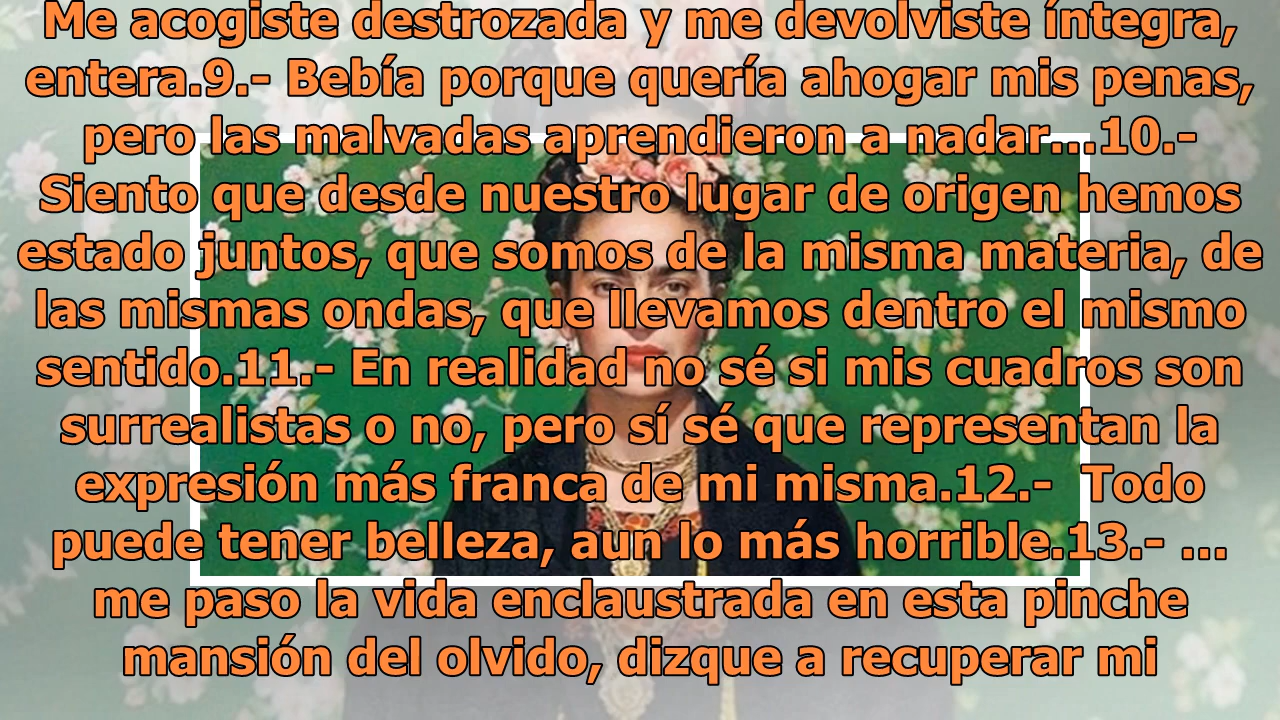 Me acogiste destrozada y me devolviste íntegra,
entera.9.- Bebía porque quería ahogar mis penas,
pero las malvadas aprendieron a nadar...10.-
Siento que desde nuestro lugar de origen hemos
estado juntos, que somos de la misma materia, de
las mismas ondas, que llevamos dentro el mismo
sentido.11.- En realidad no sé si mis cuadros son
surrealistas o no, pero sí sé que representan la
expresión más franca de mi misma.12.-  Todo
puede tener belleza, aun lo más horrible.13.- ...
me paso la vida enclaustrada en esta pinche
mansión del olvido, dizque a recuperar mi